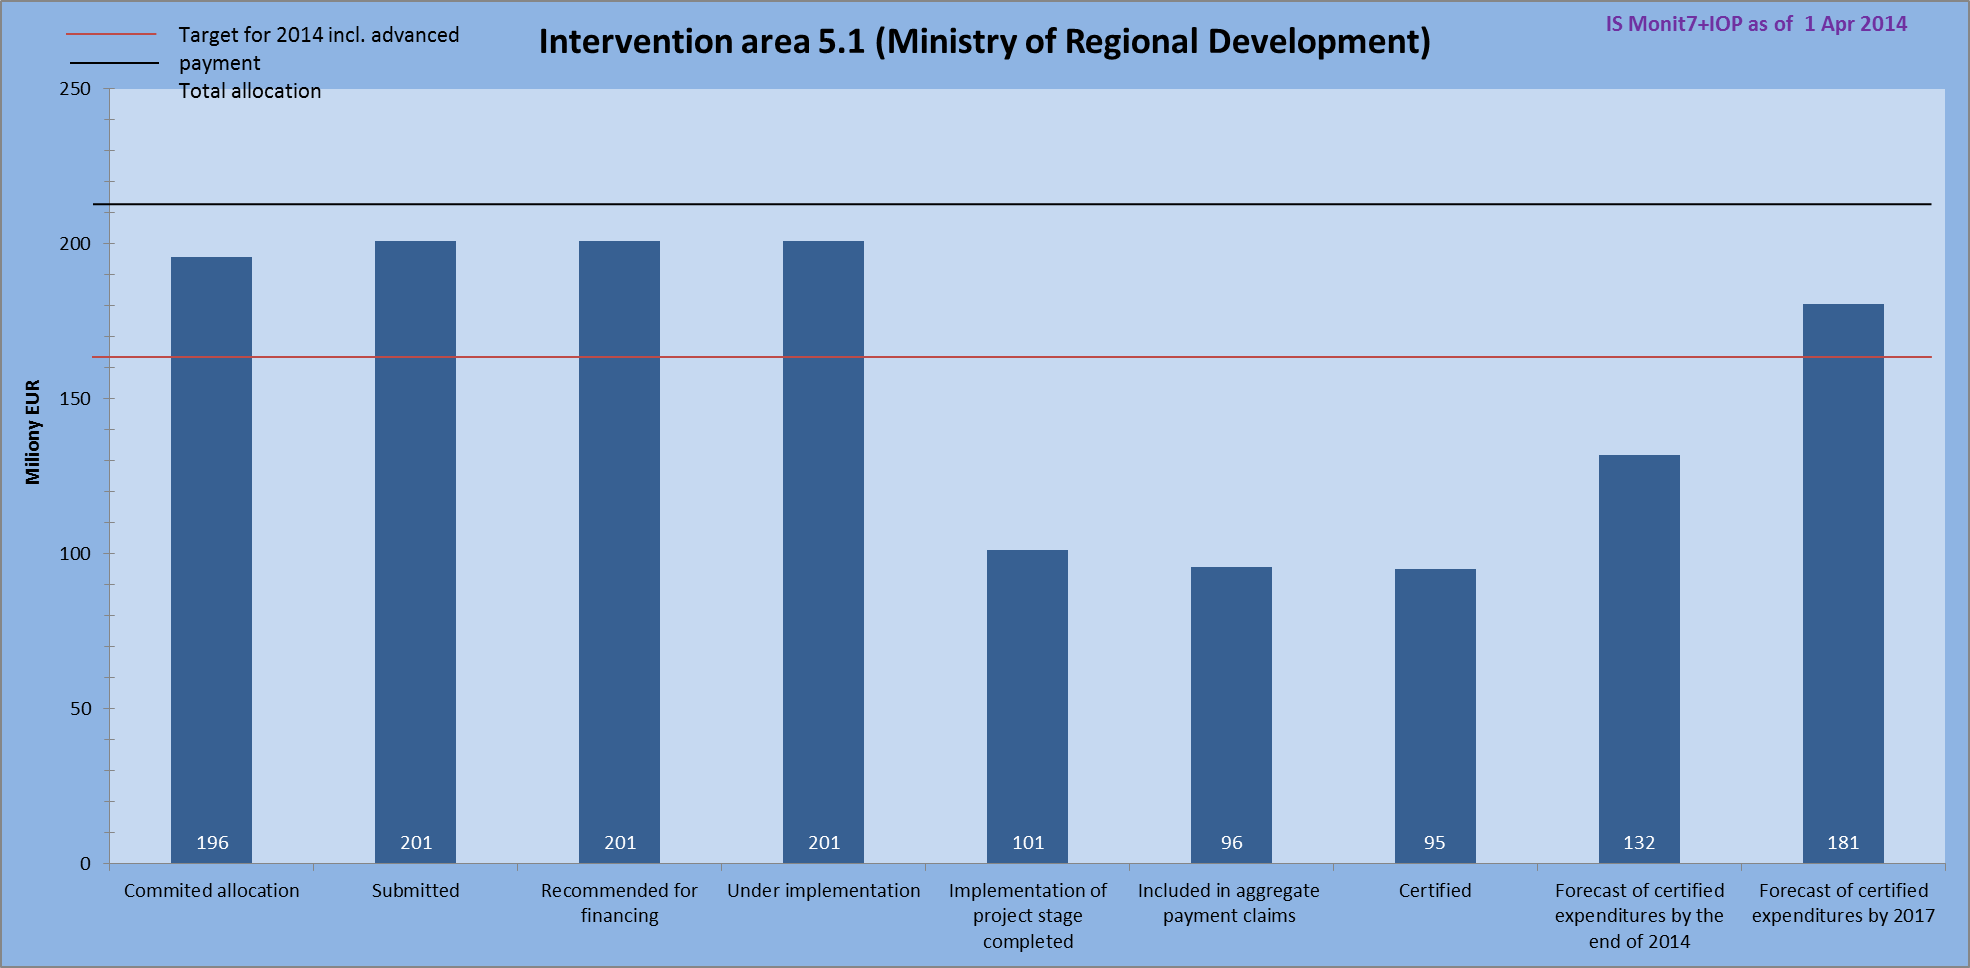 Target for 2014 incl. advanced
payment
Total allocation
Intervention area 5.1 (Ministry of Regional Development)
IS Monit7+IOP as of 1 Apr 2014
Miliony EUR
250
200
150
100
50
0
196
201
201
201
101
96
95
132
181
Commited allocation
Submitted
Recommended for
financing
Under implementation
Implementation of
project stage
completed
Included in aggregate
payment claims
Certified
Forecast of certified
expenditures by the
end of 2014
Forecast of certified
expenditures by 2017